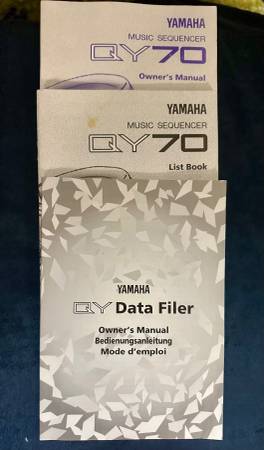 YAMAHA
MUSIC SEQUENCER
QY70
Owner's Manual
YAMAHA
MUSIC SEQUENCER
QY70
List Book
YAMAHA
QY Data Filer
Owner's Manual
Bedienungsanleitung
Mode d'emploi